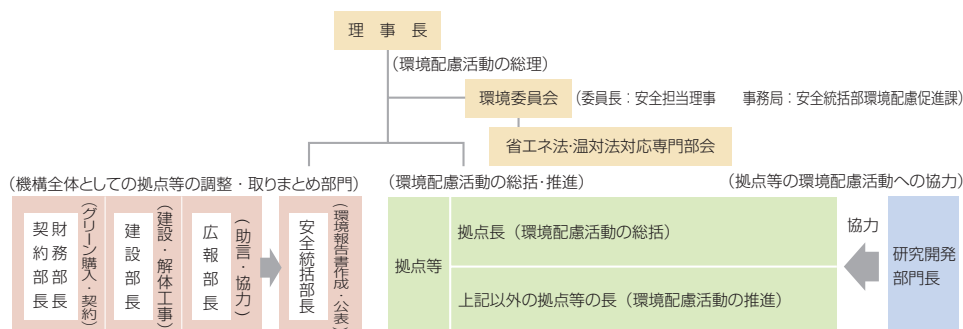 理事長
(環境配慮活動の総理)
環境委員会
(委員長：安全担当理事　事務局：安全統括部環境配慮促進課)
省エネ法・温対法対応専門部会
(機構全体としての拠点等の調整・取りまとめ部門)
(環境配慮活動の総括・推進)
(拠点等の環境配慮活動への協力)
財務部長
契約部長
(グリーン購入・契約)
建設部長
(建設・解体工事)
広報部長
(助言・協力)
安全統括部長
(環境報告書作成・公表)
拠点等
拠点長（環境配慮活動の総括）
上記以外の拠点等の長（環境配慮活動の推進）
協力
研究開発
部門長